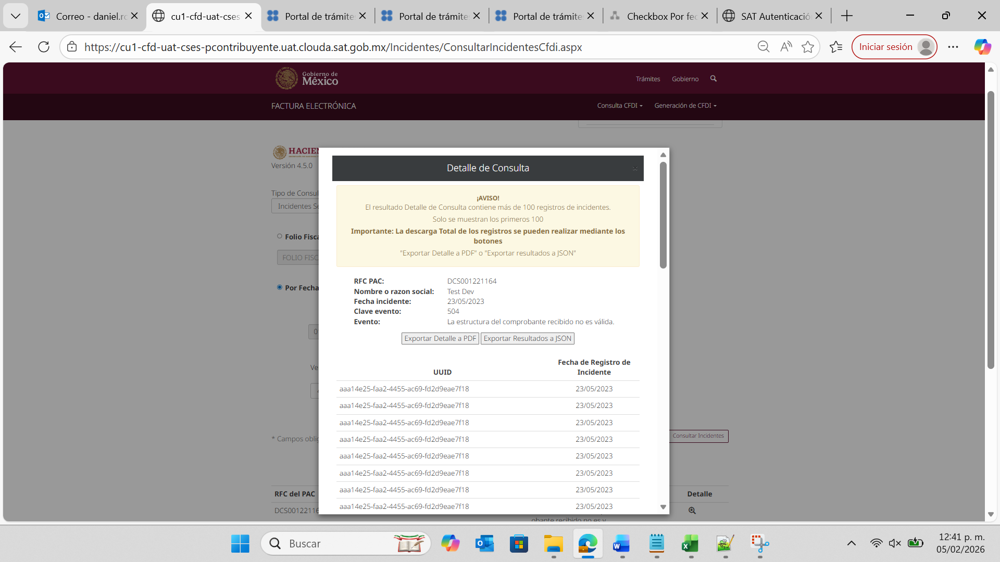 Correo - daniel.ro
cu1-cfd-uat-cses
Portal de trámite
Portal de trámite
Portal de trámite
Checkbox Por fec
SAT Autenticació
https://cu1-cfd-uat-cses-pcontribuyente.uat.clouda.sat.gob.mx/Incidentes/ConsultarIncidentesCfdi.aspx
Iniciar sesión
Gobierno de
México
Trámites
Gobierno
FACTURA ELECTRÓNICA
Consulta CFDI
Generación de CFDI
HACIEN
Versión 4.5.0
Tipo de Consul
Incidentes Se
Folio Fisca
FOLIO FISC
Por Fecha
0
Ve
* Campos oblig
Consultar Incidentes
RFC del PAC
Detalle
DCS00122116
obante recibido no es v
Detalle de Consulta
¡AVISO!
El resultado Detalle de Consulta contiene más de 100 registros de incidentes.
Solo se muestran los primeros 100
Importante: La descarga Total de los registros se pueden realizar mediante los
botones
"Exportar Detalle a PDF" o "Exportar resultados a JSON"
RFC PAC: DCS001221164
Nombre o razon social: Test Dev
Fecha incidente: 23/05/2023
Clave evento: 504
Evento: La estructura del comprobante recibido no es válida.
Exportar Detalle a PDF Exportar Resultados a JSON
UUID Fecha de Registro de
Incidente
aaa14e25-faa2-4455-ac69-fd2d9eae7f18 23/05/2023
aaa14e25-faa2-4455-ac69-fd2d9eae7f18 23/05/2023
aaa14e25-faa2-4455-ac69-fd2d9eae7f18 23/05/2023
aaa14e25-faa2-4455-ac69-fd2d9eae7f18 23/05/2023
aaa14e25-faa2-4455-ac69-fd2d9eae7f18 23/05/2023
aaa14e25-faa2-4455-ac69-fd2d9eae7f18 23/05/2023
aaa14e25-faa2-4455-ac69-fd2d9eae7f18 23/05/2023
aaa14e25-faa2-4455-ac69-fd2d9eae7f18 23/05/2023
Buscar
12:41 p. m.
05/02/2026